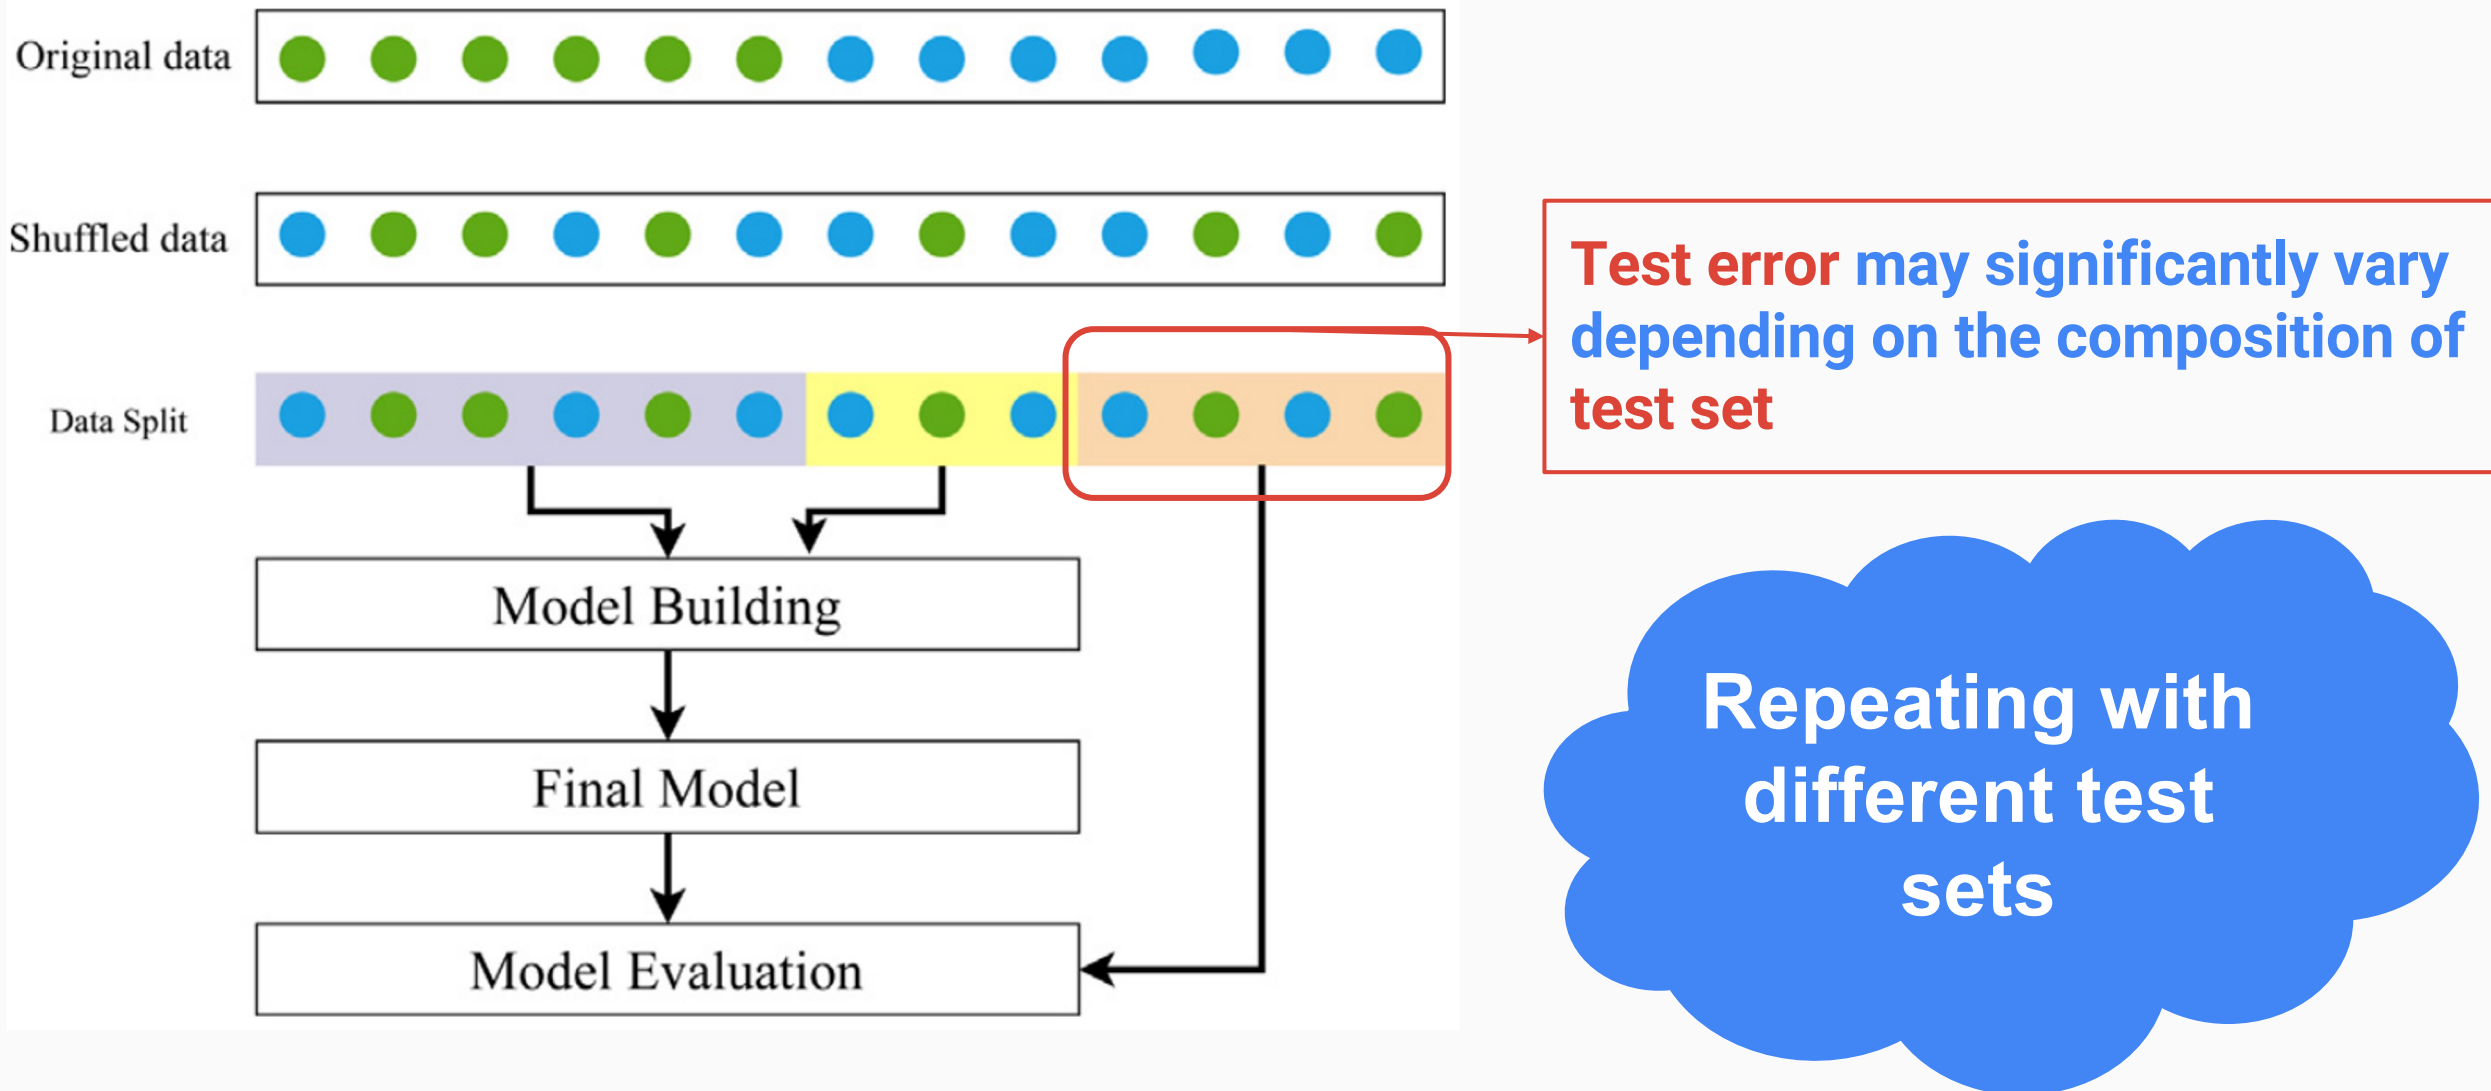 Original data
Shuffled data
Test error may significantly vary
depending on the composition of
test set
Data Split
Model Building
Final Model
Model Evaluation
Repeating with
different test
sets